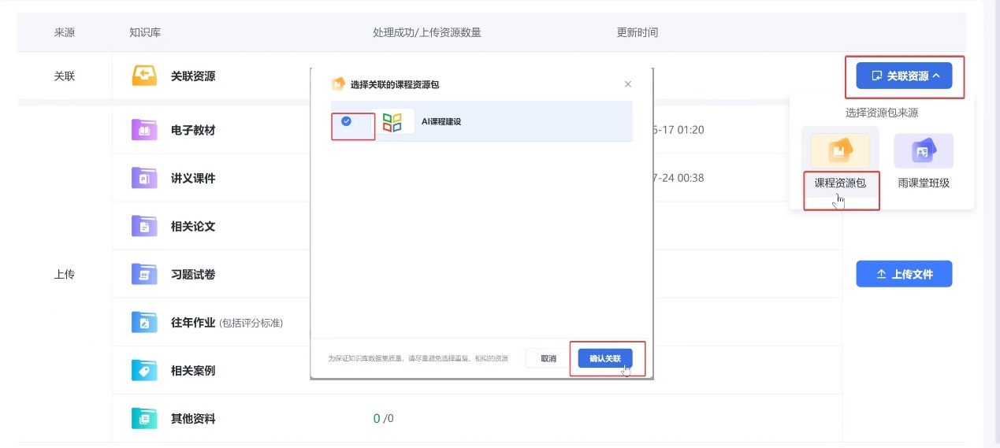 来源 知识库 处理成功/上传资源数量 更新时间
关联 关联资源 关联资源
选择关联的课程资源包
AI课程建设
选择资源包来源
课程资源包 雨课堂班级
电子教材 6-17 01:20
讲义课件 7-24 00:38
相关论文
上传 习题试卷 上传文件
往年作业 (包括评分标准)
为保证知识库数据集质量，请尽量避免选择重复、相似的资源 取消 确认关联
相关案例
其他资料 0 /0